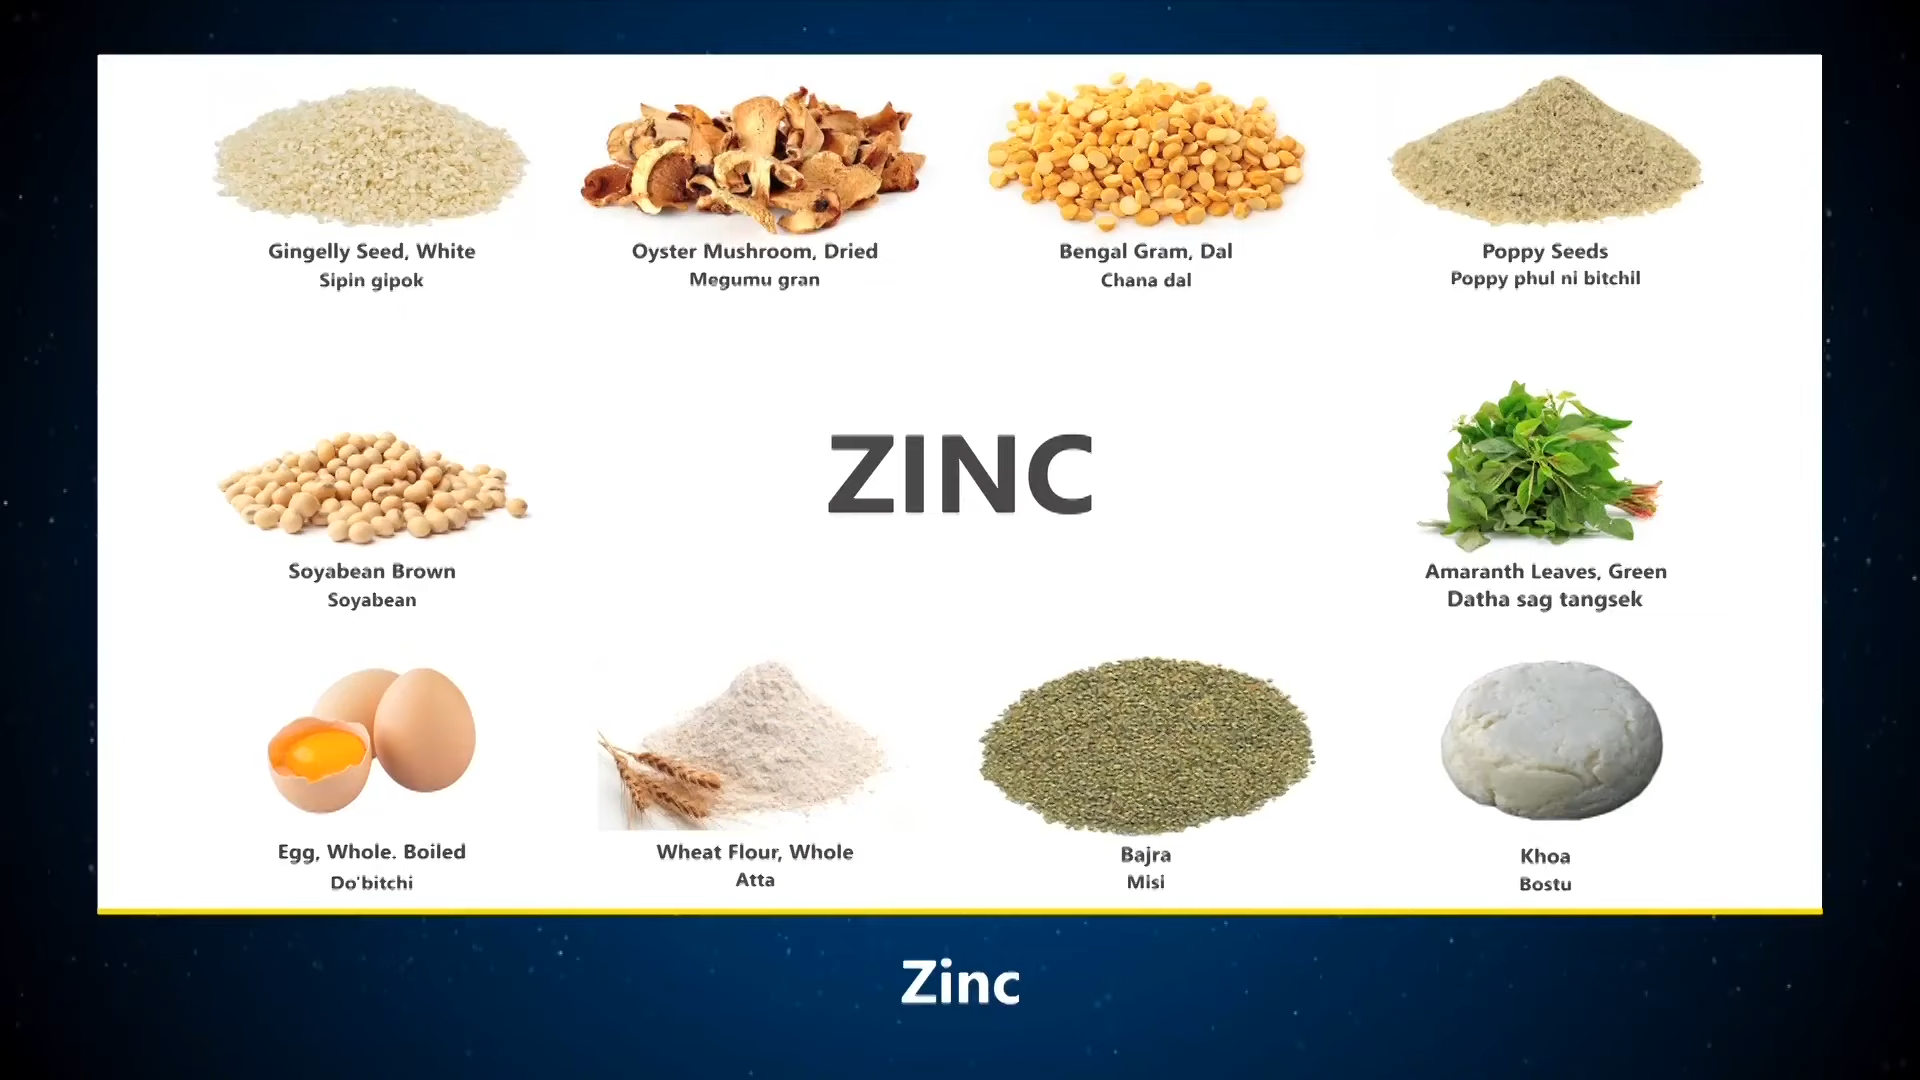 Gingelly Seed, White
Sipin gipok
Oyster Mushroom, Dried
Megumu gran
Bengal Gram, Dal
Chana dal
Poppy Seeds
Poppy phul ni bitchil
Soyabean Brown
Soyabean
ZINC
Amaranth Leaves, Green
Datha sag tangsek
Egg, Whole. Boiled
Do'bitchi
Wheat Flour, Whole
Atta
Bajra
Misi
Khoa
Bostu
Zinc